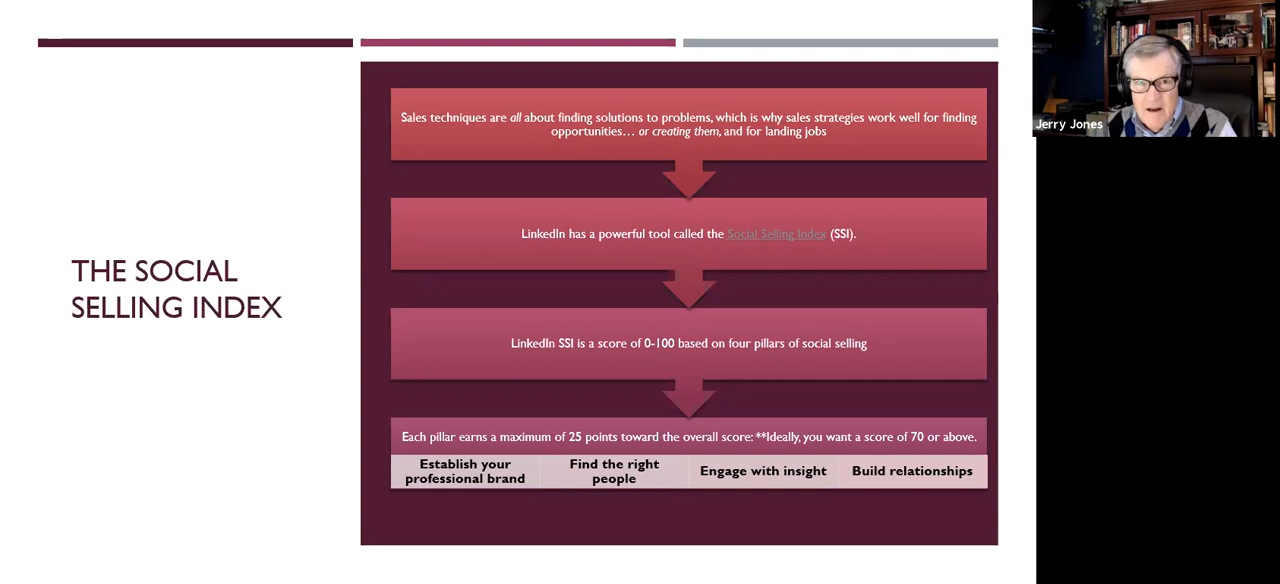 THE SOCIAL
SELLING INDEX
Sales techniques are all about finding solutions to problems, which is why sales strategies work well for finding
opportunities… or creating them, and for landing jobs
LinkedIn has a powerful tool called the Social Selling Index (SSI).
LinkedIn SSI is a score of 0-100 based on four pillars of social selling
Each pillar earns a maximum of 25 points toward the overall score: **Ideally, you want a score of 70 or above.
Establish your
professional brand
Find the right
people
Engage with insight
Build relationships
Jerry Jones